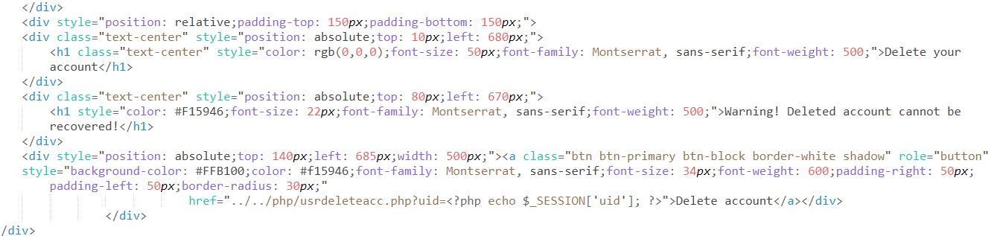 </div>
<div style="position: relative;padding-top: 150px;padding-bottom: 150px;">
<div class="text-center" style="position: absolute;top: 10px;left: 680px;">
<h1 class="text-center" style="color: rgb(0,0,0);font-size: 50px;font-family: Montserrat, sans-serif;font-weight: 500;">Delete your
account</h1>
</div>
<div class="text-center" style="position: absolute;top: 80px;left: 670px;">
<h1 style="color: #F15946;font-size: 22px;font-family: Montserrat, sans-serif;font-weight: 500;">Warning! Deleted account cannot be
recovered!</h1>
</div>
<div style="position: absolute;top: 140px;left: 685px;width: 500px;"><a class="btn btn-primary btn-block border-white shadow" role="button"
style="background-color: #FFB100;color: #f15946;font-family: Montserrat, sans-serif;font-size: 34px;font-weight: 600;padding-right: 50px;
padding-left: 50px;border-radius: 30px;"
href="../../php/usrdeleteacc.php?uid=<?php echo $_SESSION['uid']; ?>">Delete account</a></div>
</div>
/div>